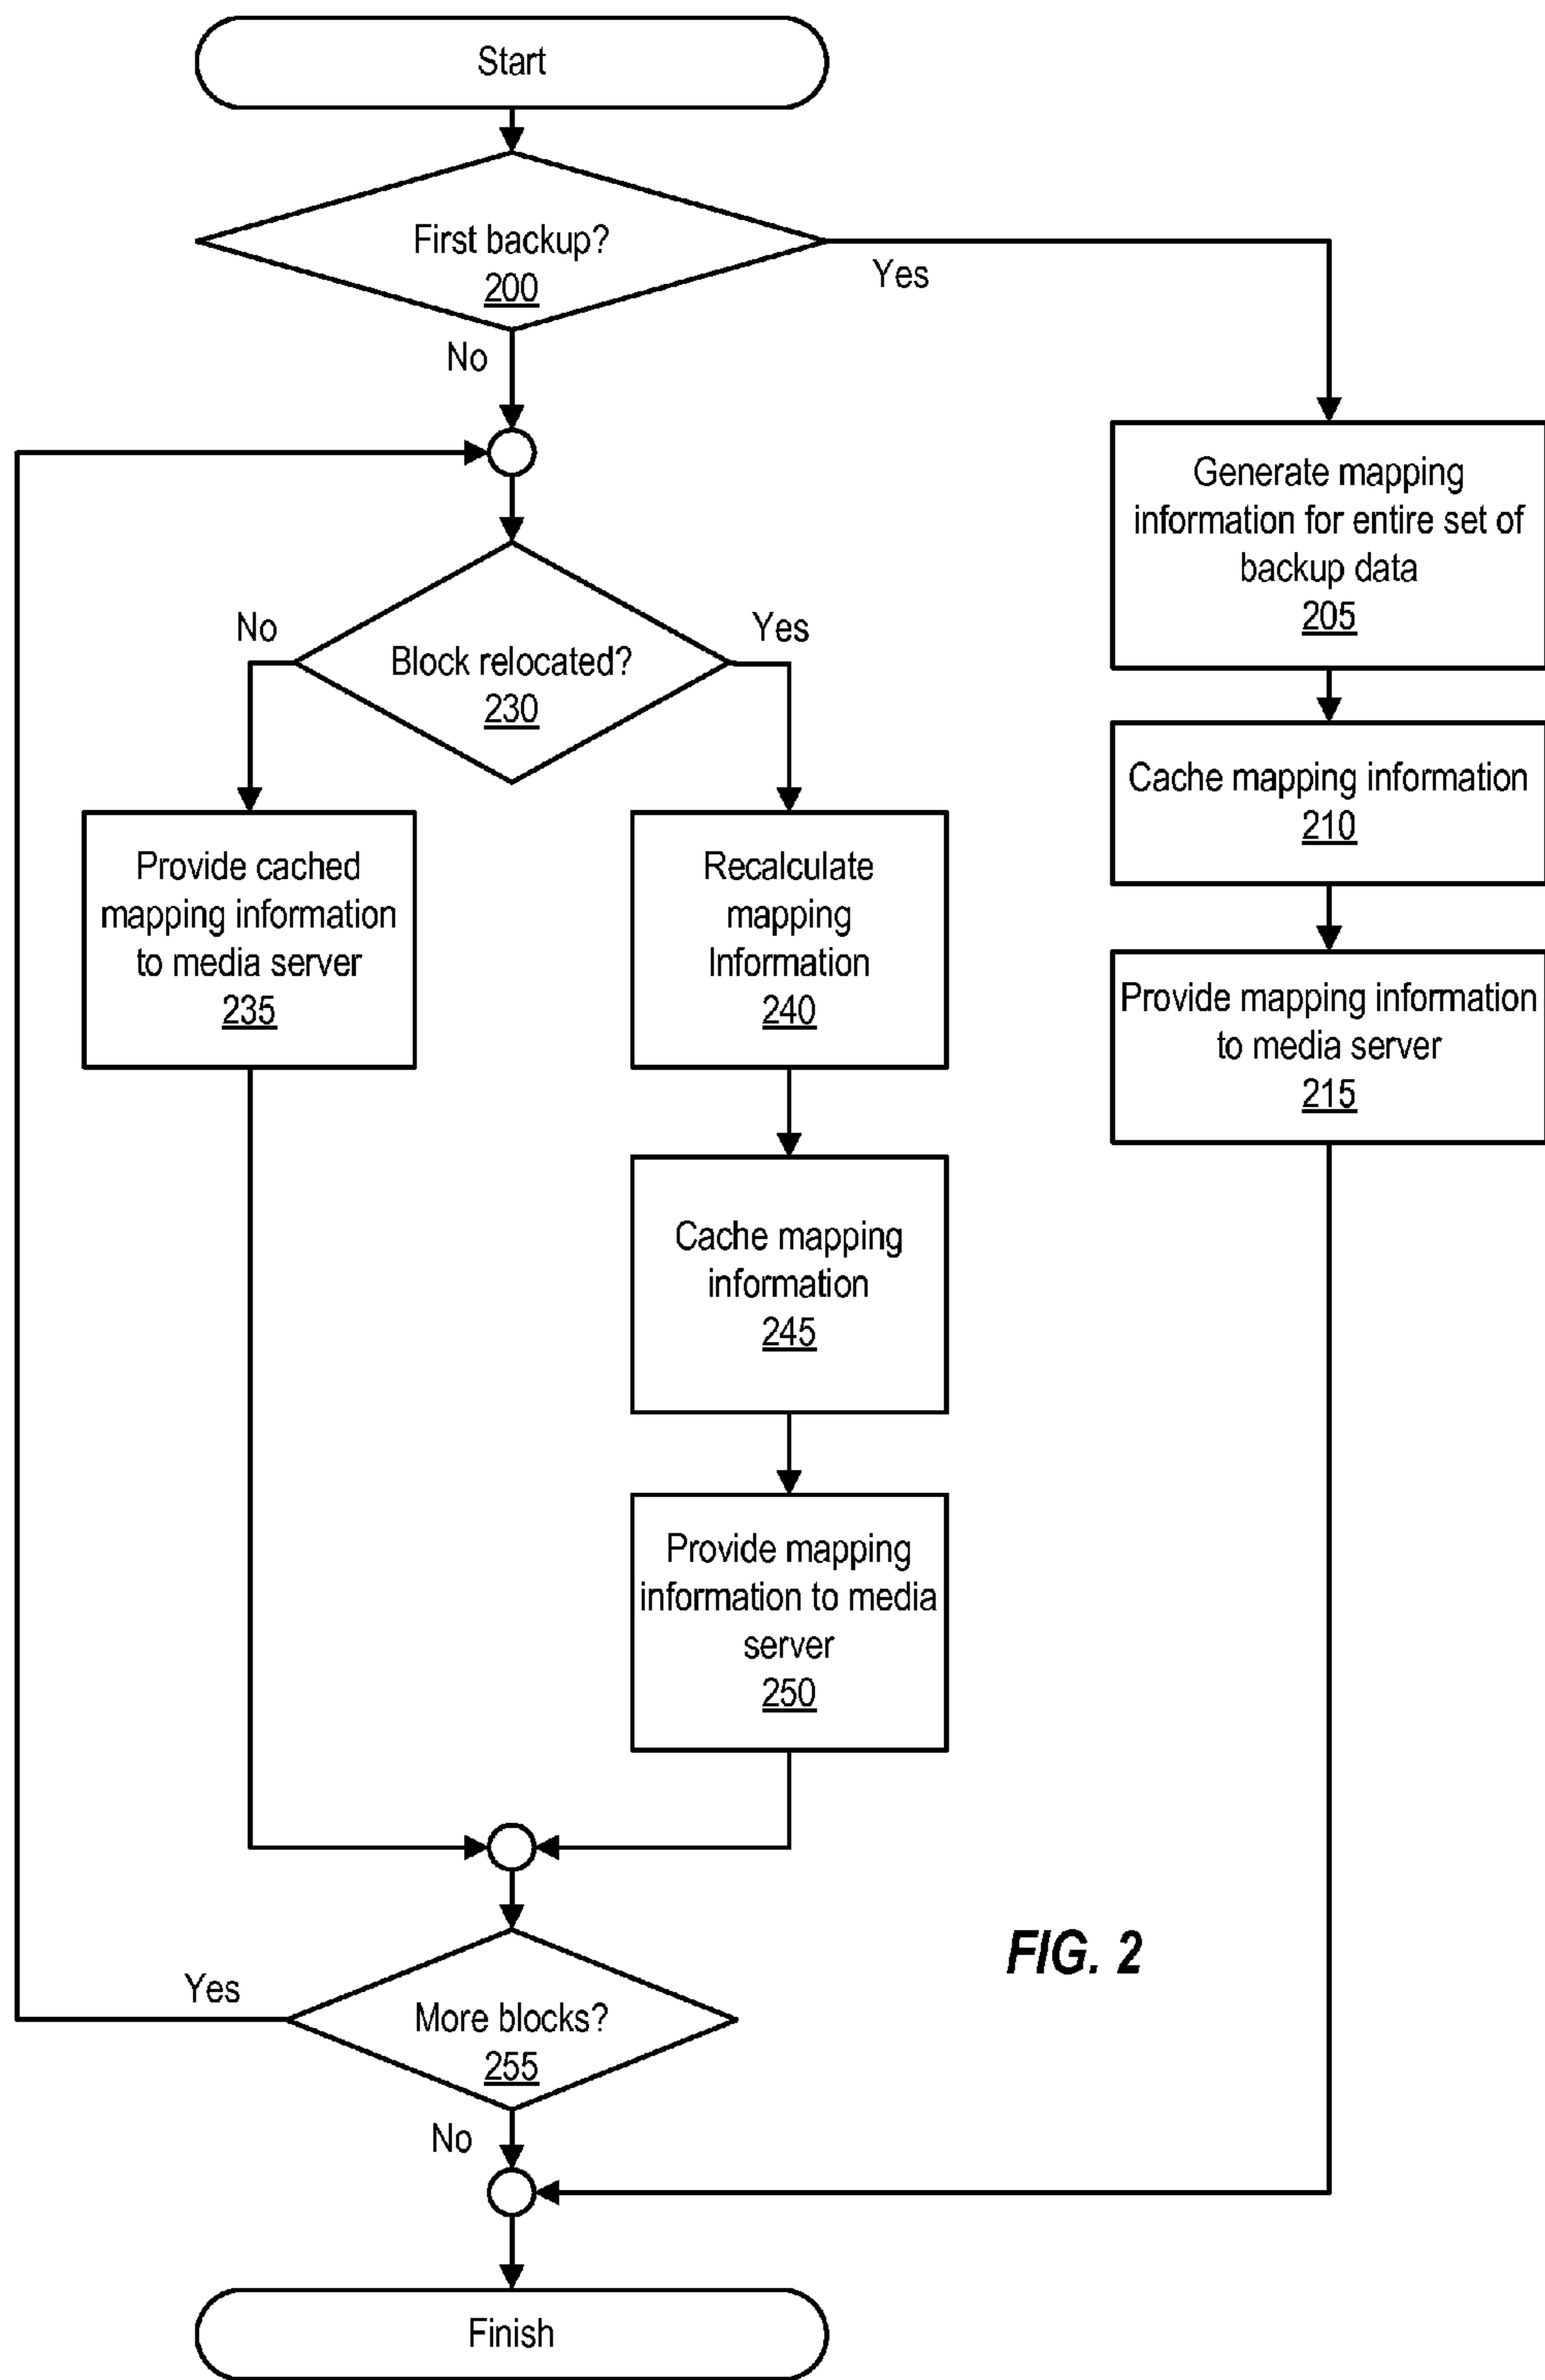 Start
First backup?
200
Yes
No
Generate mapping
information for entire set of
backup data
205
Cache mapping information
210
Provide mapping information
to media server
215
No
Yes
Block relocated?
230
Provide cached
mapping information
to media server
235
Recalculate
mapping
Information
240
Cache mapping
information
245
Provide mapping
information to media
server
250
FIG. 2
Yes
More blocks?
255
No
Finish